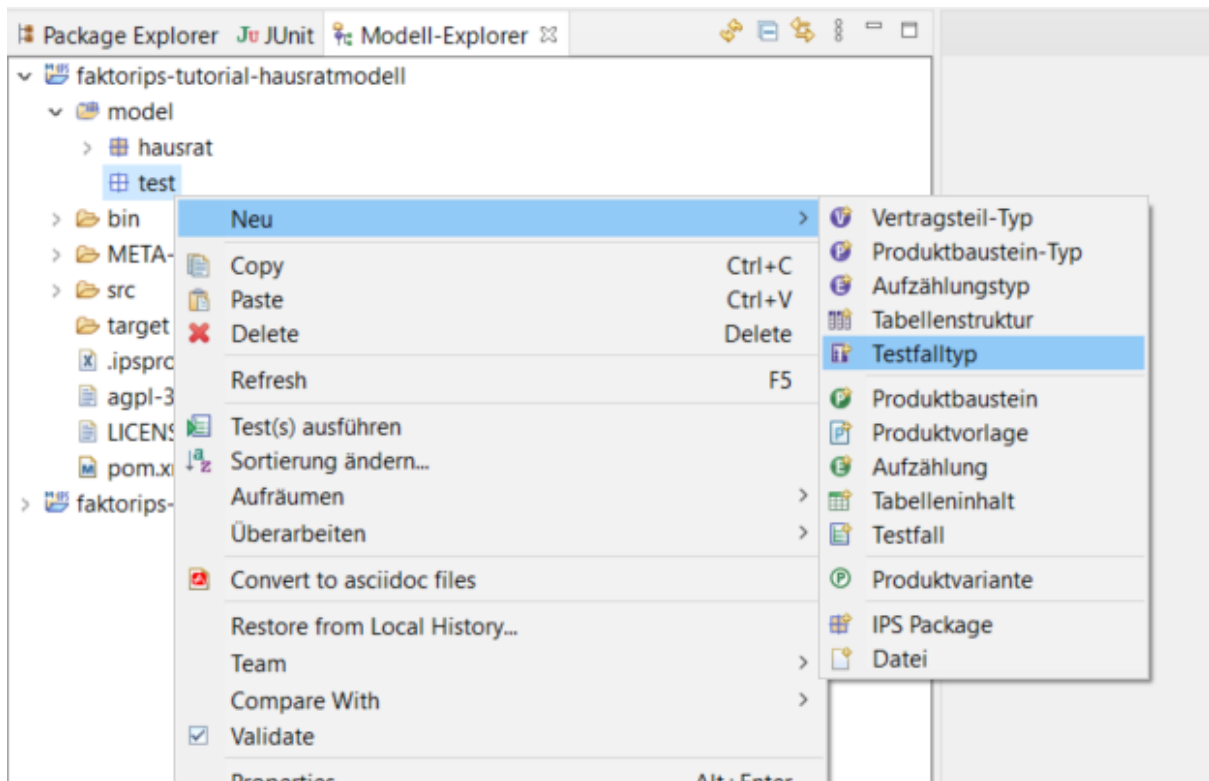 Package Explorer JUnit Modell-Explorer
faktorips-tutorial-hausratmodell
model
hausrat
test
bin
META-
src
target
.ipspro
agpl-3
LICENS
pom.x
faktorips-
Neu
Copy Ctrl+C
Paste Ctrl+V
Delete Delete
Refresh F5
Test(s) ausführen
Sortierung ändern...
Aufräumen
Überarbeiten
Convert to asciidoc files
Restore from Local History...
Team
Compare With
Validate
Properties Alt+Enter
Vertragsteil-Typ
Produktbaustein-Typ
Aufzählungstyp
Tabellenstruktur
Testfalltyp
Produktbaustein
Produktvorlage
Aufzählung
Tabelleninhalt
Testfall
Produktvariante
IPS Package
Datei